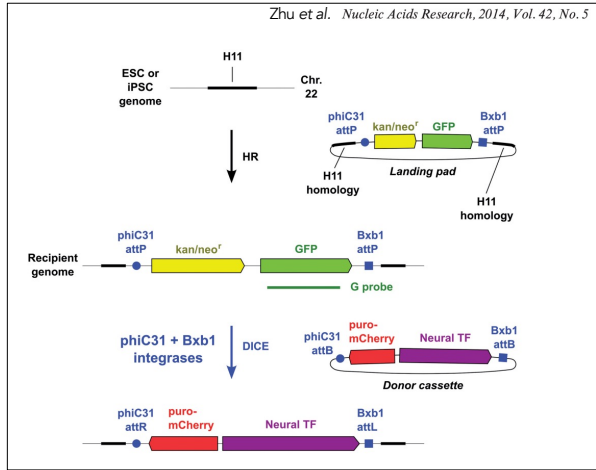 Zhu et al. Nucleic Acids Research, 2014, Vol. 42, No. 5
H11
ESC or
iPSC
genome
Chr.
22
HR
phiC31
attP
kan/neoʳ
GFP
Bxb1
attP
Landing pad
H11
homology
H11
homology
phiC31
attP
kan/neoʳ
GFP
Bxb1
attP
Recipient
genome
G probe
phiC31 + Bxb1
integrases
DICE
phiC31
attB
puro-
mCherry
Neural TF
Bxb1
attB
Donor cassette
phiC31
attR
puro-
mCherry
Neural TF
Bxb1
attL